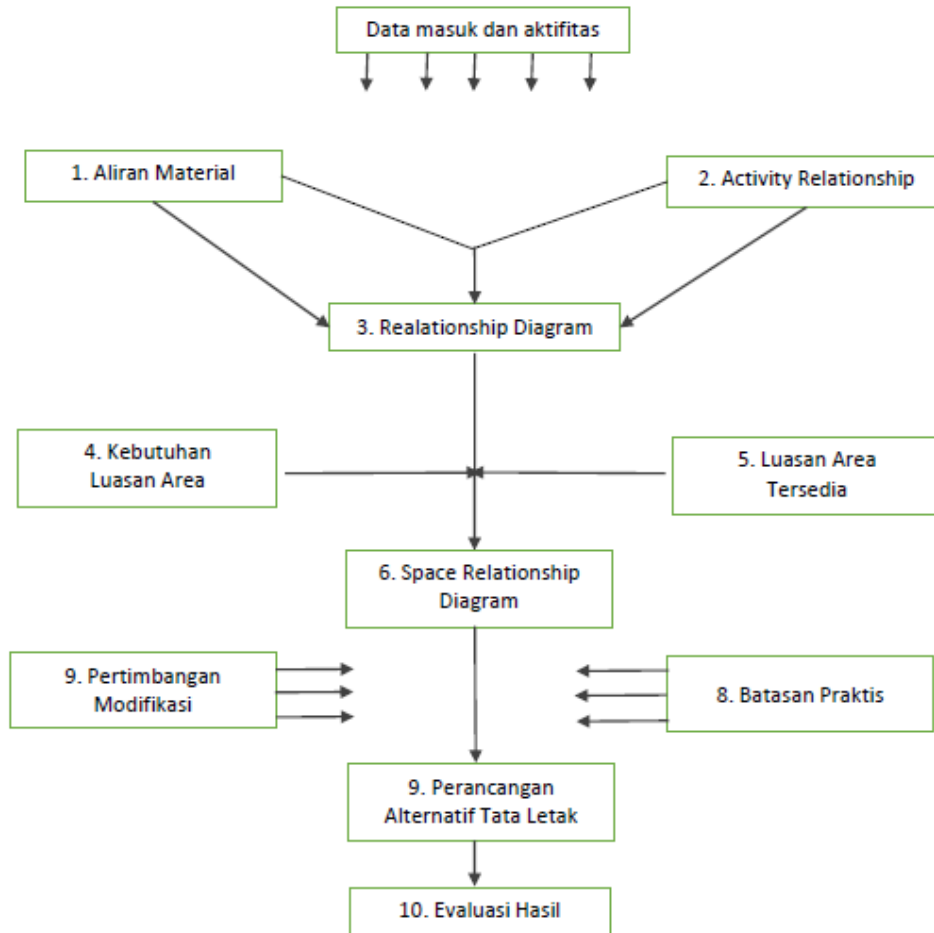 Data masuk dan aktifitas
1. Aliran Material
2. Activity Relationship
3. Realationship Diagram
4. Kebutuhan
Luasan Area
5. Luasan Area
Tersedia
6. Space Relationship
Diagram
9. Pertimbangan
Modifikasi
8. Batasan Praktis
9. Perancangan
Alternatif Tata Letak
10. Evaluasi Hasil